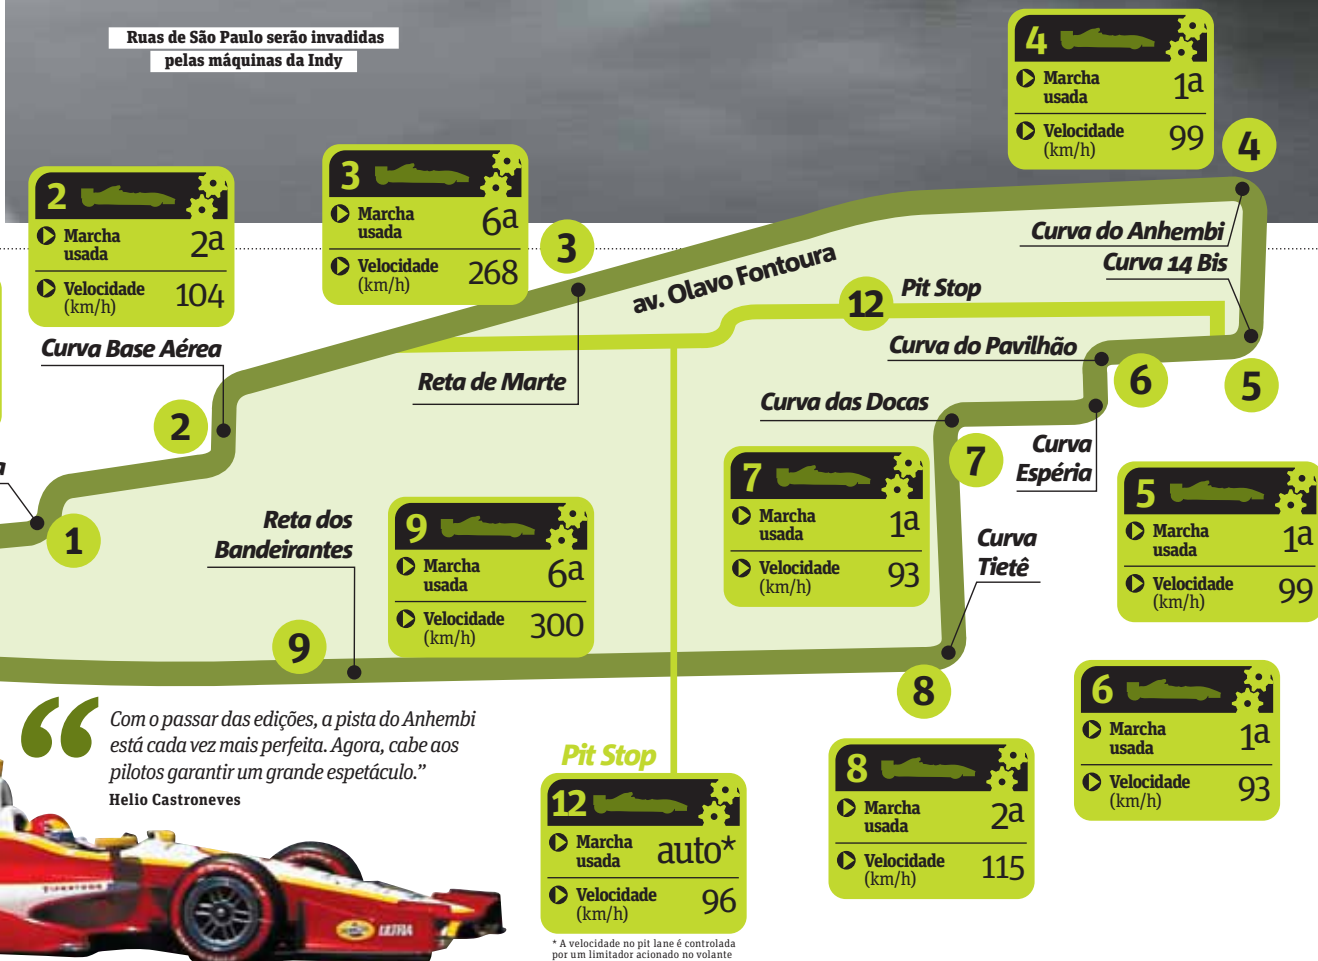 Ruas de São Paulo serão invadidas
pelas máquinas da Indy
4
Marcha
usada
1a
Velocidade
(km/h)
99
4
2
Marcha
usada
2a
Velocidade
(km/h)
104
3
Marcha
usada
6a
Velocidade
(km/h)
268
3
Curva do Anhembi
Curva 14 Bis
av. Olavo Fontoura
12
Pit Stop
Curva Base Aérea
Reta de Marte
Curva do Pavilhão
6
5
2
Curva das Docas
7
Curva
Espéria
a
1
Reta dos
Bandeirantes
9
Marcha
usada
6a
Velocidade
(km/h)
300
7
Marcha
usada
1a
Velocidade
(km/h)
93
Curva
Tietê
5
Marcha
usada
1a
Velocidade
(km/h)
99
9
8
6
Marcha
usada
1a
Velocidade
(km/h)
93
“
Com o passar das edições, a pista do Anhembi
está cada vez mais perfeita. Agora, cabe aos
pilotos garantir um grande espetáculo.”
Helio Castroneves
Pit Stop
12
Marcha
usada
auto*
Velocidade
(km/h)
96
* A velocidade no pit lane é controlada
por um limitador acionado no volante
8
Marcha
usada
2a
Velocidade
(km/h)
115
ULTRA